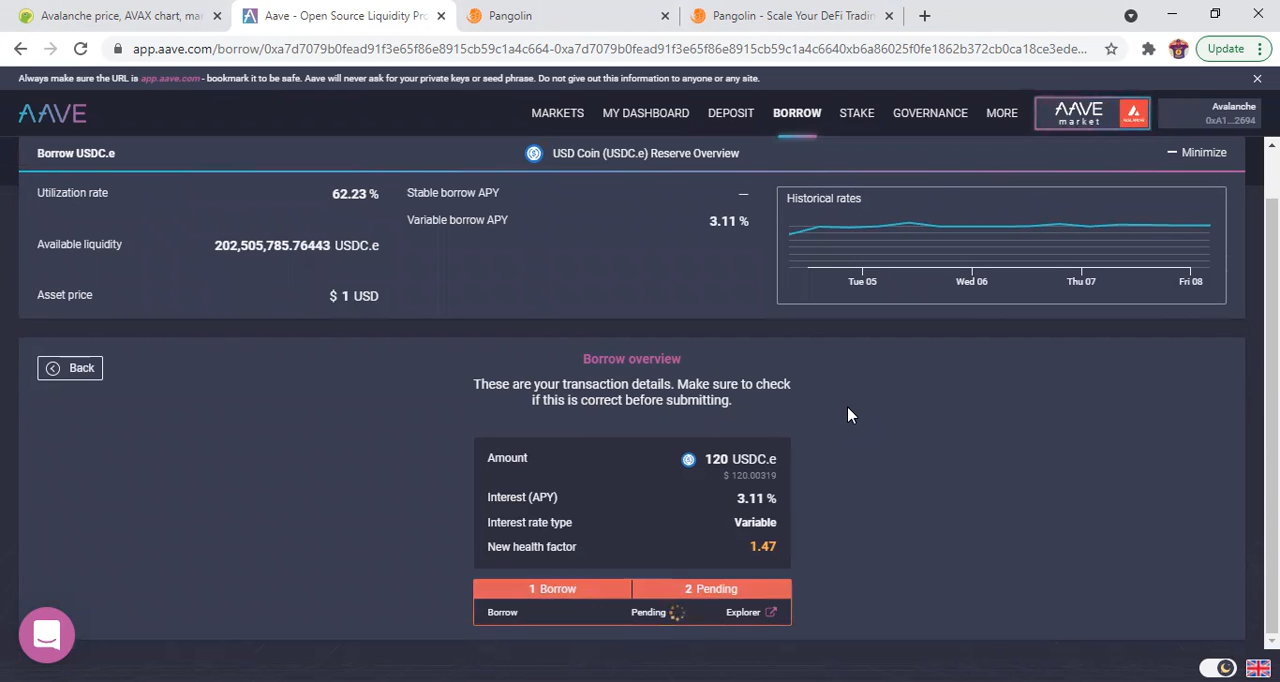 Avalanche price, AVAX chart, ma
Aave - Open Source Liquidity Pro
Pangolin
Pangolin - Scale Your DeFi Tradin
app.aave.com/borrow/0xa7d7079b0fead91f3e65f86e8915cb59c1a4c664-0xa7d7079b0fead91f3e65f86e8915cb59c1a4c6640xb6a86025f0fe1862b372cb0ca18ce3ede...
Update
Always make sure the URL is app.aave.com - bookmark it to be safe. Aave will never ask for your private keys or seed phrase. Do not give out this information to anyone or any site.
AAVE
MARKETS
MY DASHBOARD
DEPOSIT
BORROW
STAKE
GOVERNANCE
MORE
AAVE
market
AVALANCHE
Avalanche
0xA1...2694
Borrow USDC.e
USD Coin (USDC.e) Reserve Overview
Minimize
Utilization rate
62.23 %
Stable borrow APY
—
Variable borrow APY
3.11 %
Available liquidity
202,505,785.76443 USDC.e
Asset price
$ 1 USD
Historical rates
Tue 05
Wed 06
Thu 07
Fri 08
Back
Borrow overview
These are your transaction details. Make sure to check
if this is correct before submitting.
Amount
120 USDC.e
$ 120.00319
Interest (APY)
3.11 %
Interest rate type
Variable
New health factor
1.47
1 Borrow
2 Pending
Borrow
Pending
Explorer